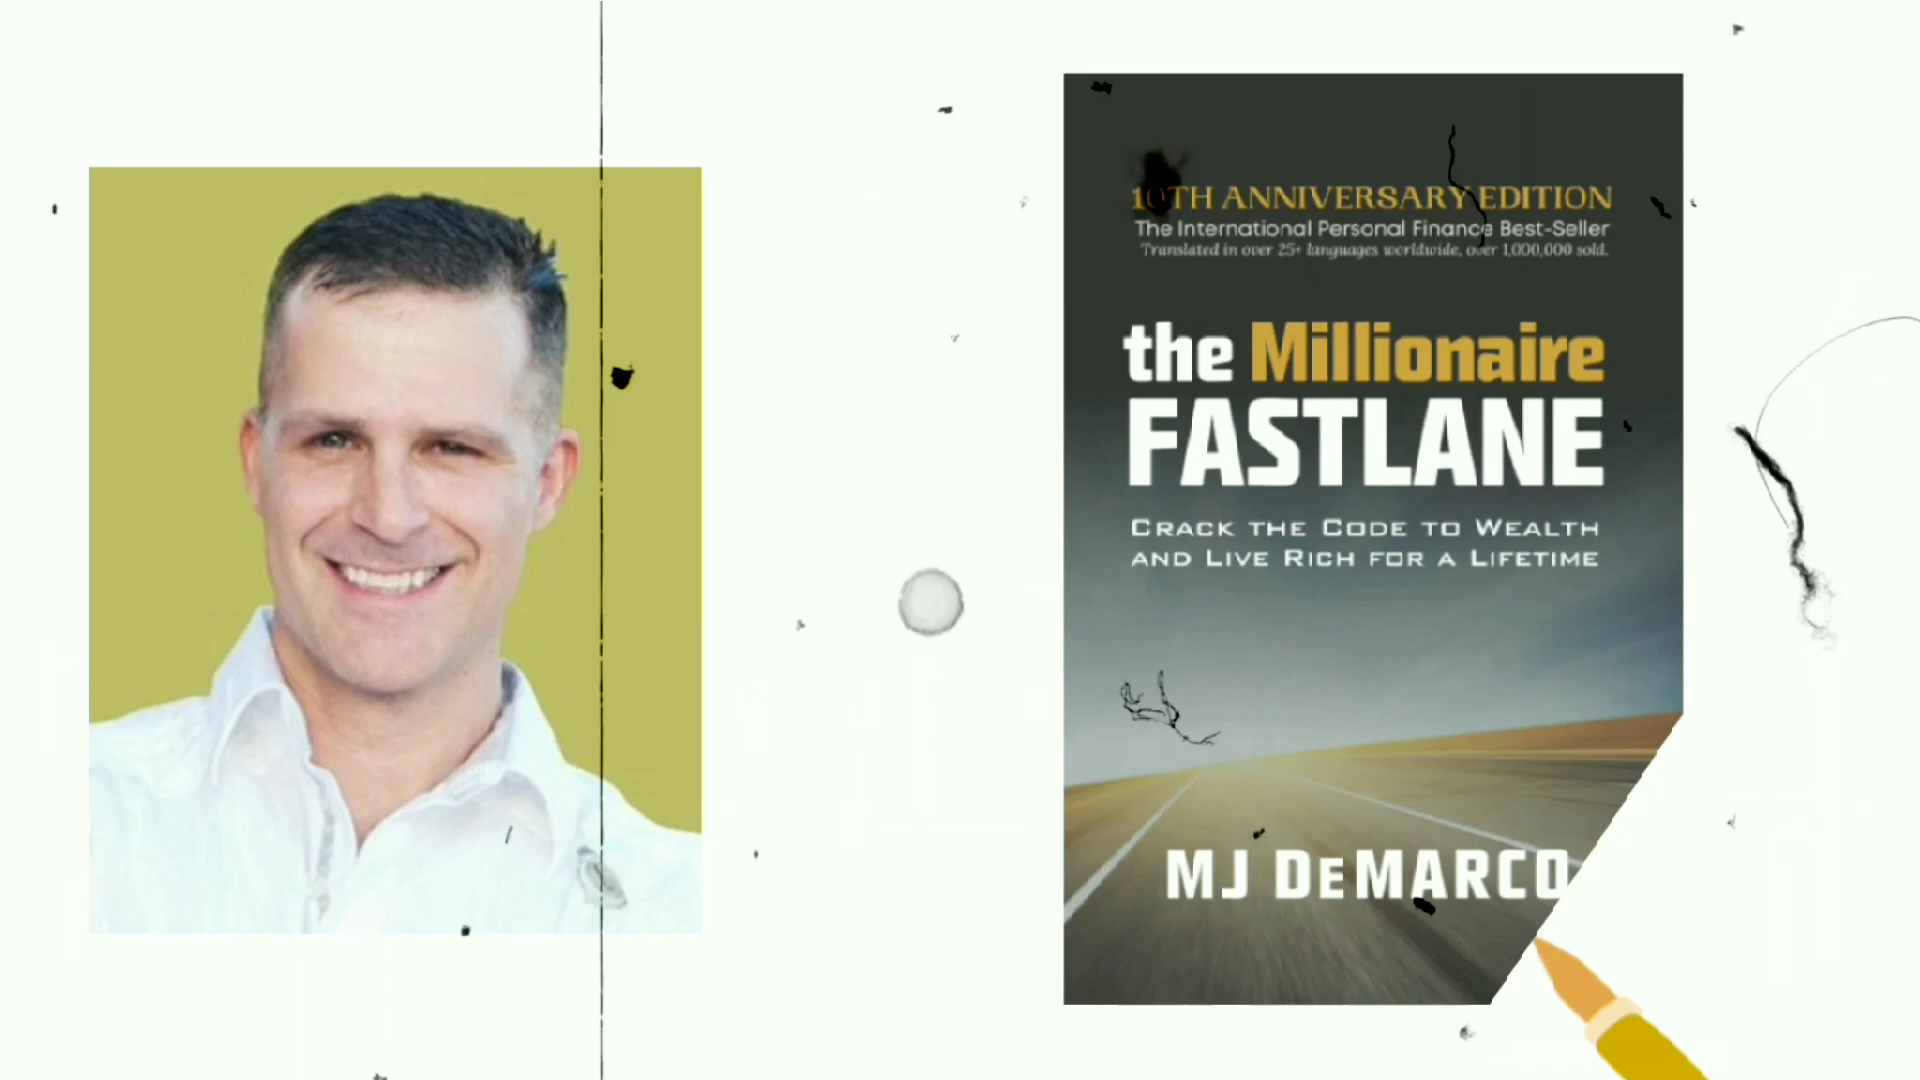 10TH ANNIVERSARY EDITION
The International Personal Finance Best-Seller
Translated in over 25+ languages worldwide, over 1,000,000 sold.
the Millionaire
FASTLANE
CRACK THE CODE TO WEALTH
AND LIVE RICH FOR A LIFETIME
MJ DEMARCO